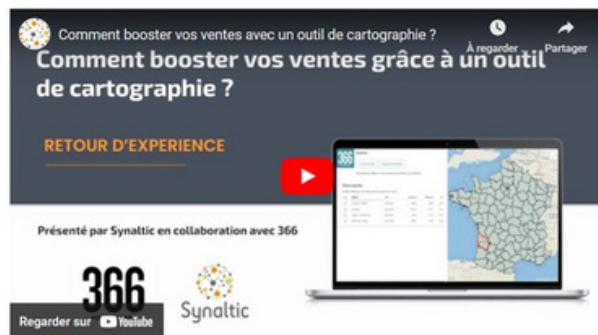 Comment booster vos ventes avec un outil de cartographie ?
À regarder
Partager
Comment booster vos ventes grâce à un outil
de cartographie ?
RETOUR D'EXPERIENCE
366
Présenté par Synaltic en collaboration avec 366
366
Synaltic
Regarder sur YouTube